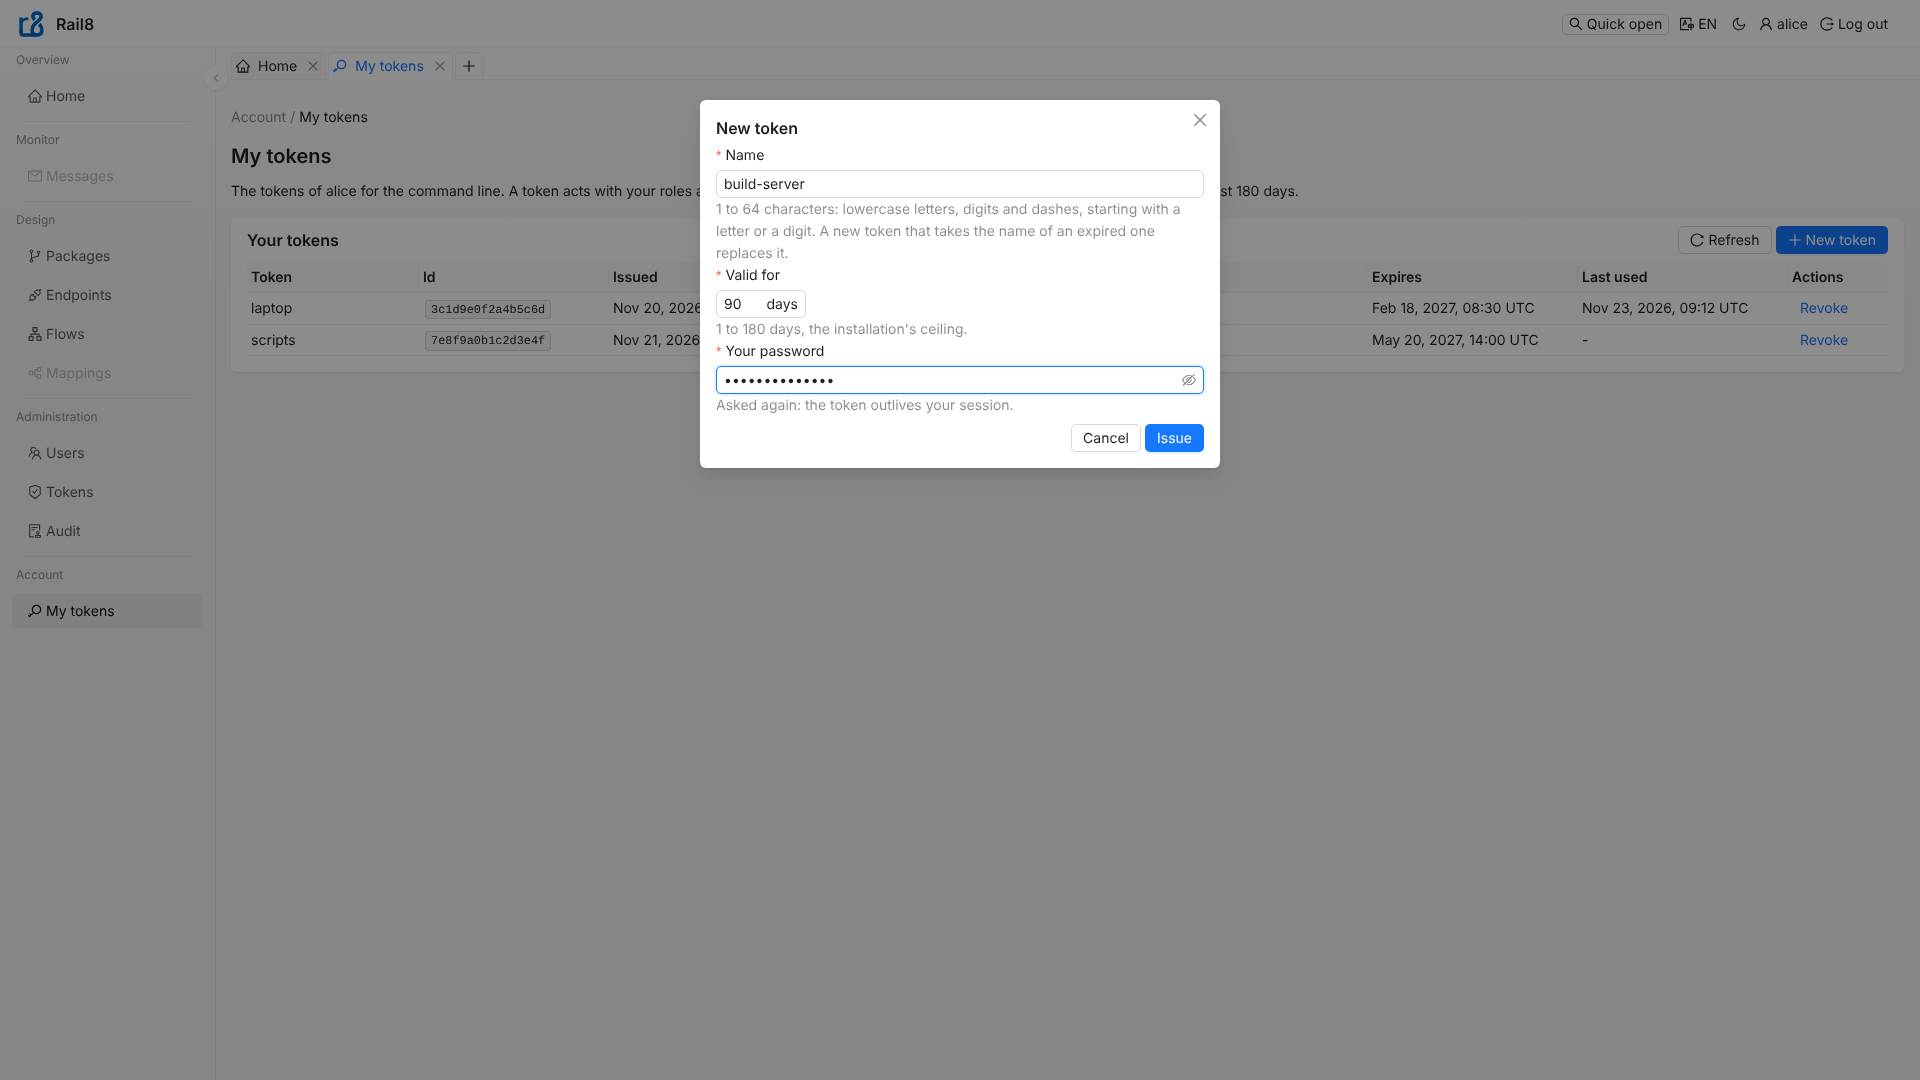 Rail8
Quick open
EN
alice
Log out
Overview
Home
Monitor
Messages
Design
Packages
Endpoints
Flows
Mappings
Administration
Users
Tokens
Audit
Account
My tokens
Home
My tokens
Account / My tokens
My tokens
The tokens of alice for the command line. A token acts with your roles
st 180 days.
Your tokens
Refresh
New token
Token Id Issued Expires Last used Actions
laptop 3c1d9e0f2a4b5c6d Nov 20, 2026 Feb 18, 2027, 08:30 UTC Nov 23, 2026, 09:12 UTC Revoke
scripts 7e8f9a0b1c2d3e4f Nov 21, 2026 May 20, 2027, 14:00 UTC - Revoke
New token
* Name
build-server
1 to 64 characters: lowercase letters, digits and dashes, starting with a
letter or a digit. A new token that takes the name of an expired one
replaces it.
* Valid for
90 days
1 to 180 days, the installation's ceiling.
* Your password
••••••••••••••
Asked again: the token outlives your session.
Cancel
Issue